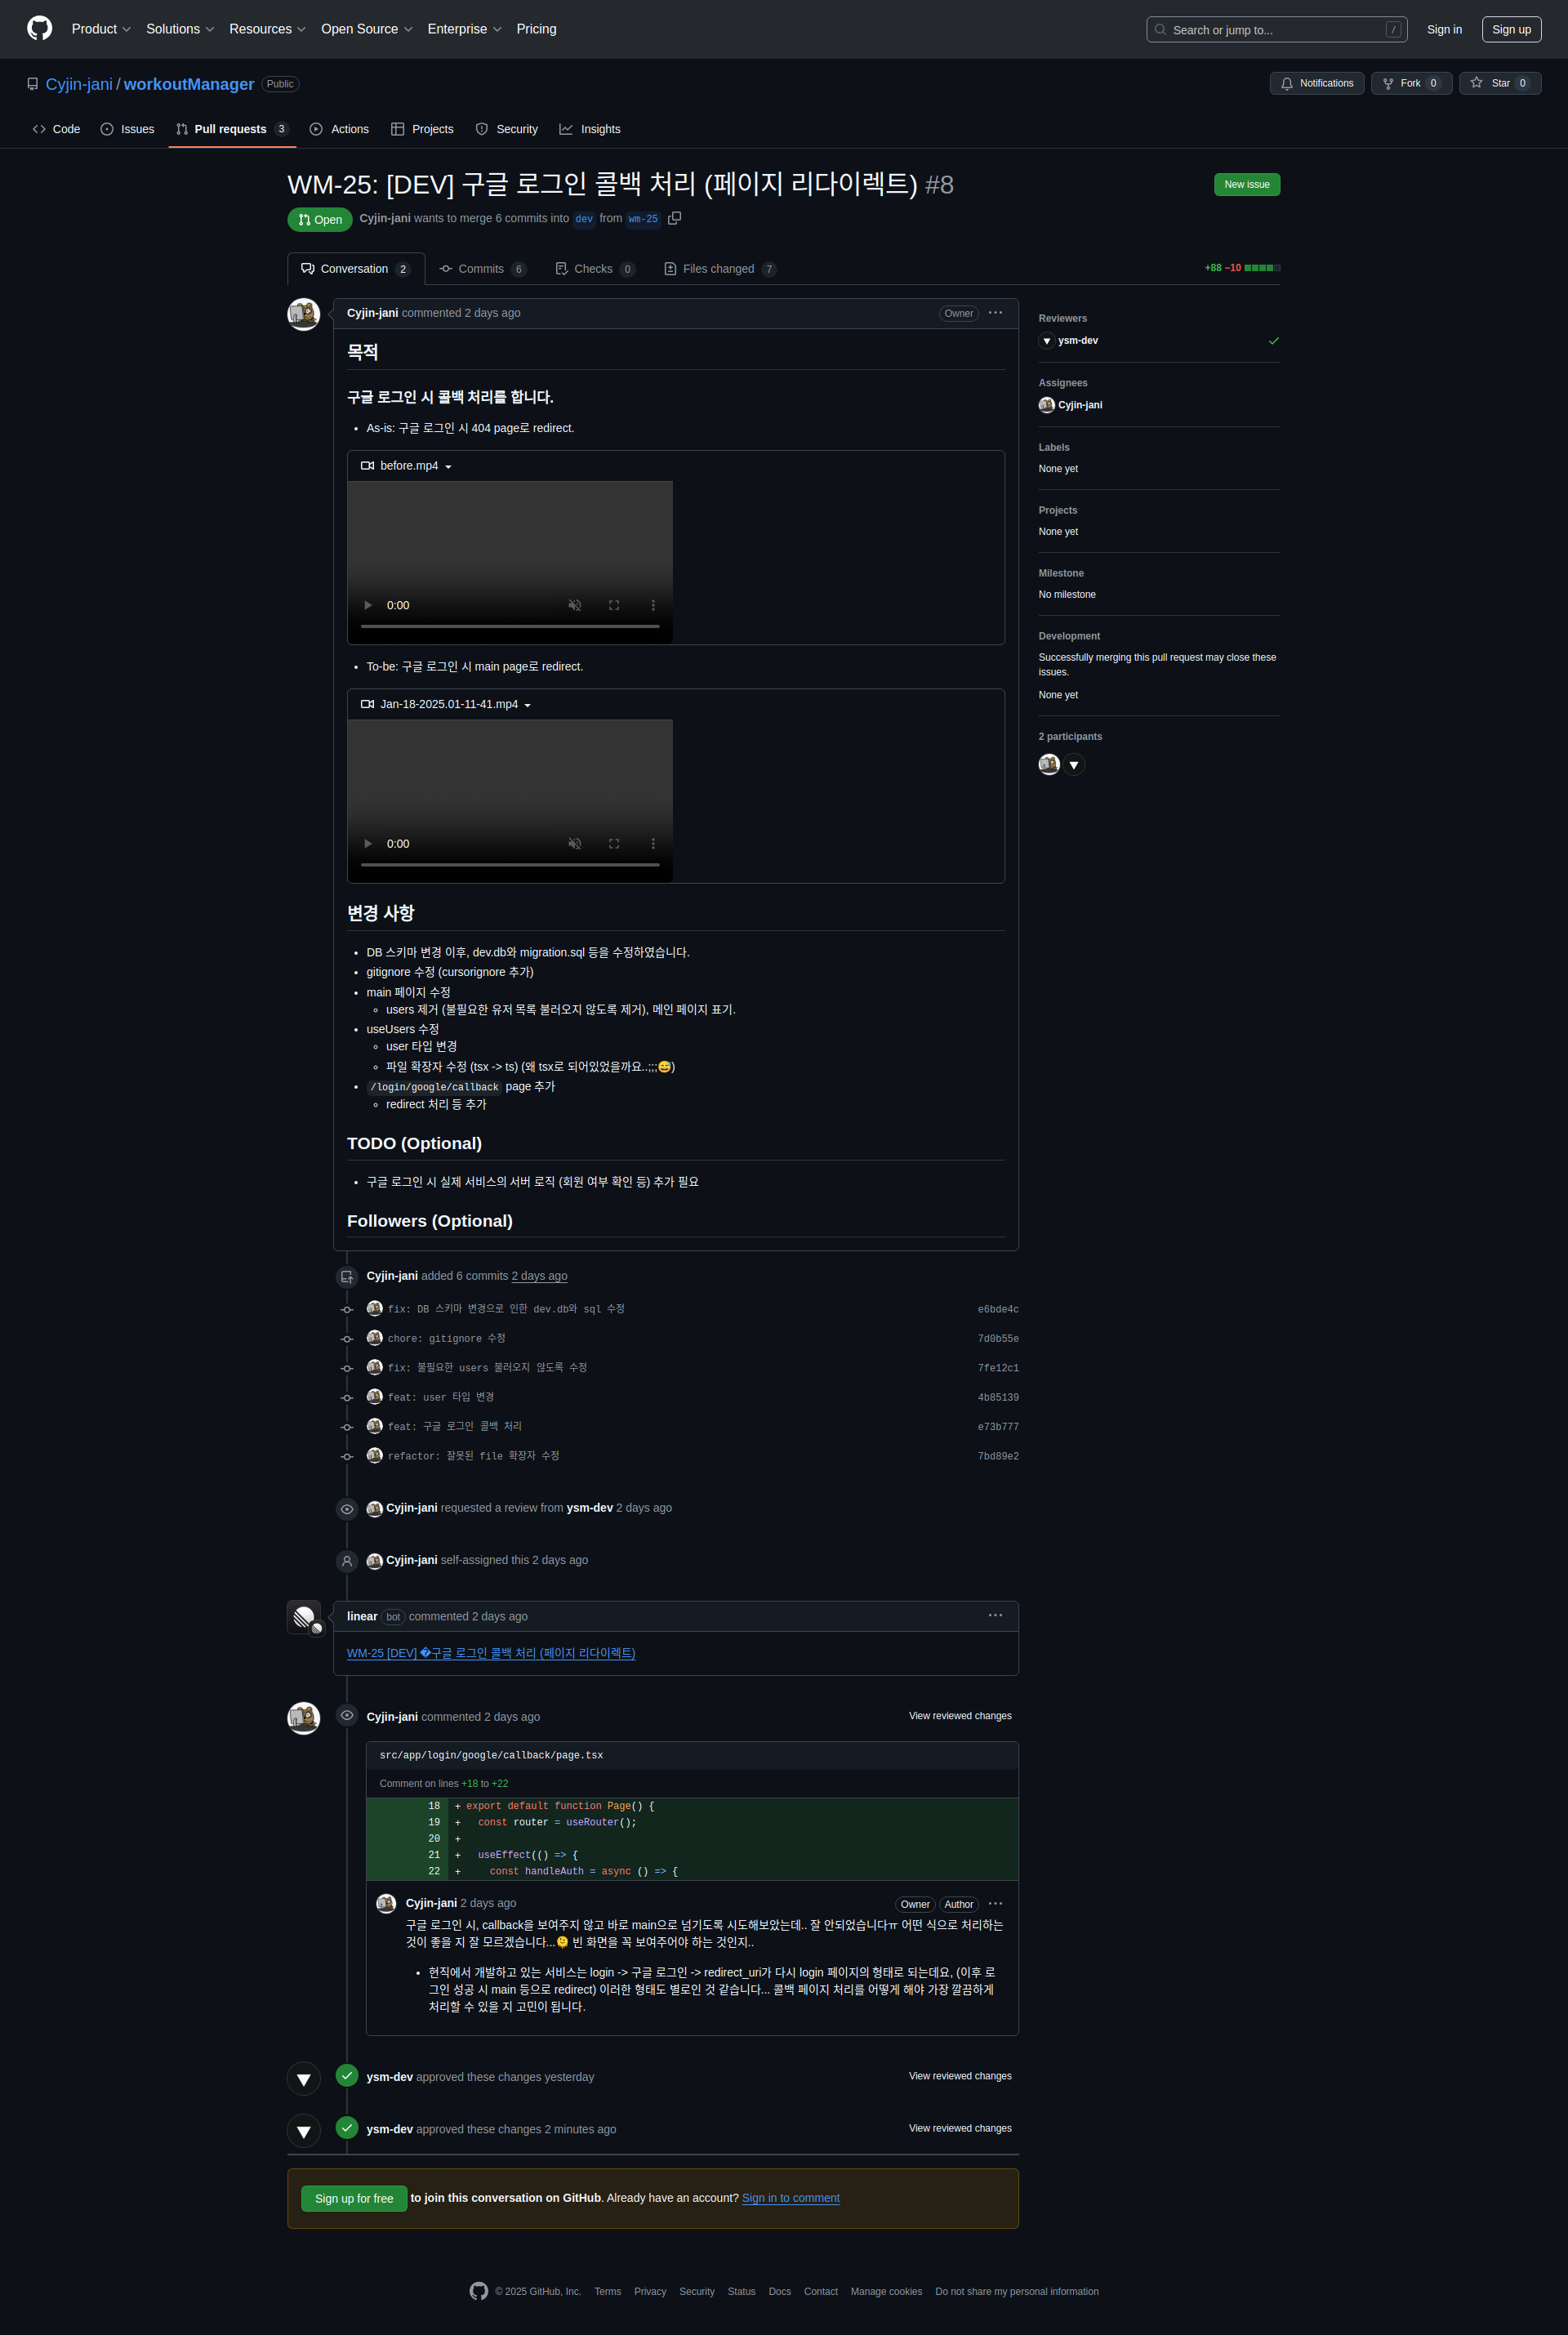 Product Solutions Resources Open Source Enterprise Pricing Search or jump to... / Sign in Sign up
Cyjin-jani / workoutManager Public Notifications Fork 0 Star 0
Code Issues Pull requests 3 Actions Projects Security Insights
WM-25: [DEV] 구글 로그인 콜백 처리 (페이지 리다이렉트) #8 New issue
Open Cyjin-jani wants to merge 6 commits into dev from wm-25
Conversation 2 Commits 6 Checks 0 Files changed 7 +88 −10
Cyjin-jani commented 2 days ago Owner
목적
구글 로그인 시 콜백 처리를 합니다.
As-is: 구글 로그인 시 404 page로 redirect.
before.mp4
0:00
To-be: 구글 로그인 시 main page로 redirect.
Jan-18-2025.01-11-41.mp4
0:00
변경 사항
DB 스키마 변경 이후, dev.db와 migration.sql 등을 수정하였습니다.
gitignore 수정 (cursorignore 추가)
main 페이지 수정
users 제거 (불필요한 유저 목록 불러오지 않도록 제거), 메인 페이지 표기.
useUsers 수정
user 타입 변경
파일 확장자 수정 (tsx -> ts) (왜 tsx로 되어있었을까요..;;;😅)
/login/google/callback page 추가
redirect 처리 등 추가
TODO (Optional)
구글 로그인 시 실제 서비스의 서버 로직 (회원 여부 확인 등) 추가 필요
Followers (Optional)
Reviewers
ysm-dev
Assignees
Cyjin-jani
Labels
None yet
Projects
None yet
Milestone
No milestone
Development
Successfully merging this pull request may close these
issues.
None yet
2 participants
Cyjin-jani added 6 commits 2 days ago
fix: DB 스키마 변경으로 인한 dev.db와 sql 수정 e6bde4c
chore: gitignore 수정 7d0b55e
fix: 불필요한 users 불러오지 않도록 수정 7fe12c1
feat: user 타입 변경 4b85139
feat: 구글 로그인 콜백 처리 e73b777
refactor: 잘못된 file 확장자 수정 7bd89e2
Cyjin-jani requested a review from ysm-dev 2 days ago
Cyjin-jani self-assigned this 2 days ago
linear bot commented 2 days ago
WM-25 [DEV] �구글 로그인 콜백 처리 (페이지 리다이렉트)
Cyjin-jani commented 2 days ago View reviewed changes
src/app/login/google/callback/page.tsx
Comment on lines +18 to +22
18 + export default function Page() {
19 + const router = useRouter();
20 +
21 + useEffect(() => {
22 + const handleAuth = async () => {
Cyjin-jani 2 days ago Owner Author
구글 로그인 시, callback을 보여주지 않고 바로 main으로 넘기도록 시도해보았는데.. 잘 안되었습니다ㅠ 어떤 식으로 처리하는
것이 좋을 지 잘 모르겠습니다...🫠 빈 화면을 꼭 보여주어야 하는 것인지..
현직에서 개발하고 있는 서비스는 login -> 구글 로그인 -> redirect_uri가 다시 login 페이지의 형태로 되는데요, (이후 로
그인 성공 시 main 등으로 redirect) 이러한 형태도 별로인 것 같습니다... 콜백 페이지 처리를 어떻게 해야 가장 깔끔하게
처리할 수 있을 지 고민이 됩니다.
ysm-dev approved these changes yesterday View reviewed changes
ysm-dev approved these changes 2 minutes ago View reviewed changes
Sign up for free to join this conversation on GitHub. Already have an account? Sign in to comment
© 2025 GitHub, Inc. Terms Privacy Security Status Docs Contact Manage cookies Do not share my personal information